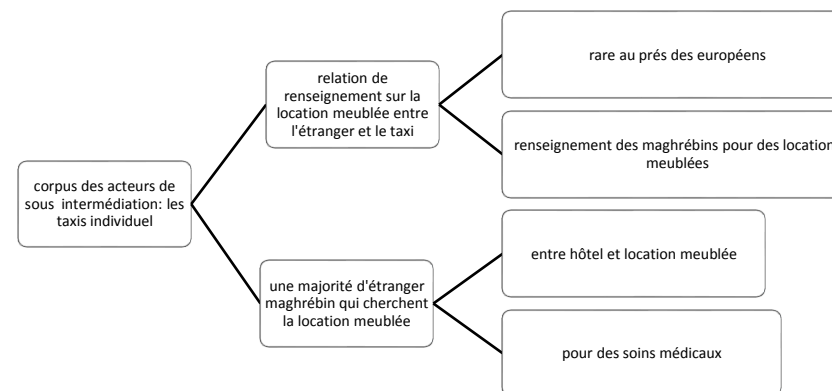 corpus des acteurs de
sous intermédiation: les
taxis individuel
relation de
renseignement sur la
location meublée entre
l'étranger et le taxi
rare au prés des européens
renseignement des maghrébins pour des location
meublées
une majorité d'étranger
maghrébin qui cherchent
la location meublée
entre hôtel et location meublée
pour des soins médicaux